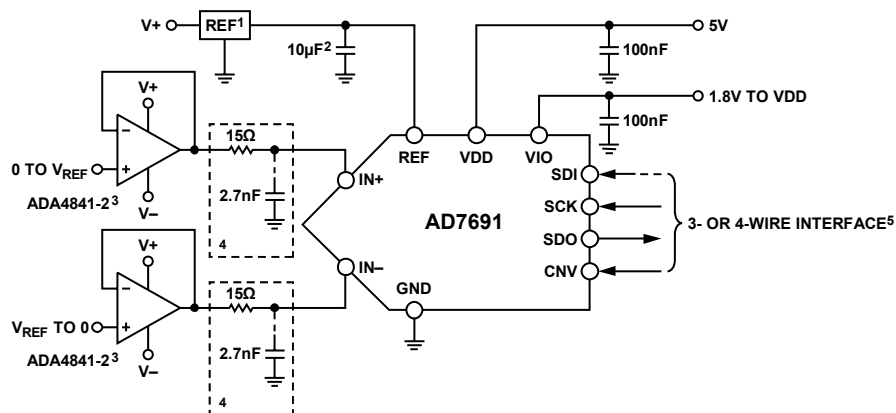 V+
REF1
10µF2
100nF
5V
100nF
1.8V TO VDD
V+
–
+
0 TO VREF
ADA4841-23
V–
15Ω
2.7nF
4
REF
VDD
VIO
IN+
IN–
AD7691
GND
SDI
SCK
SDO
CNV
3- OR 4-WIRE INTERFACE5
V+
–
+
VREF TO 0
ADA4841-23
V–
15Ω
2.7nF
4